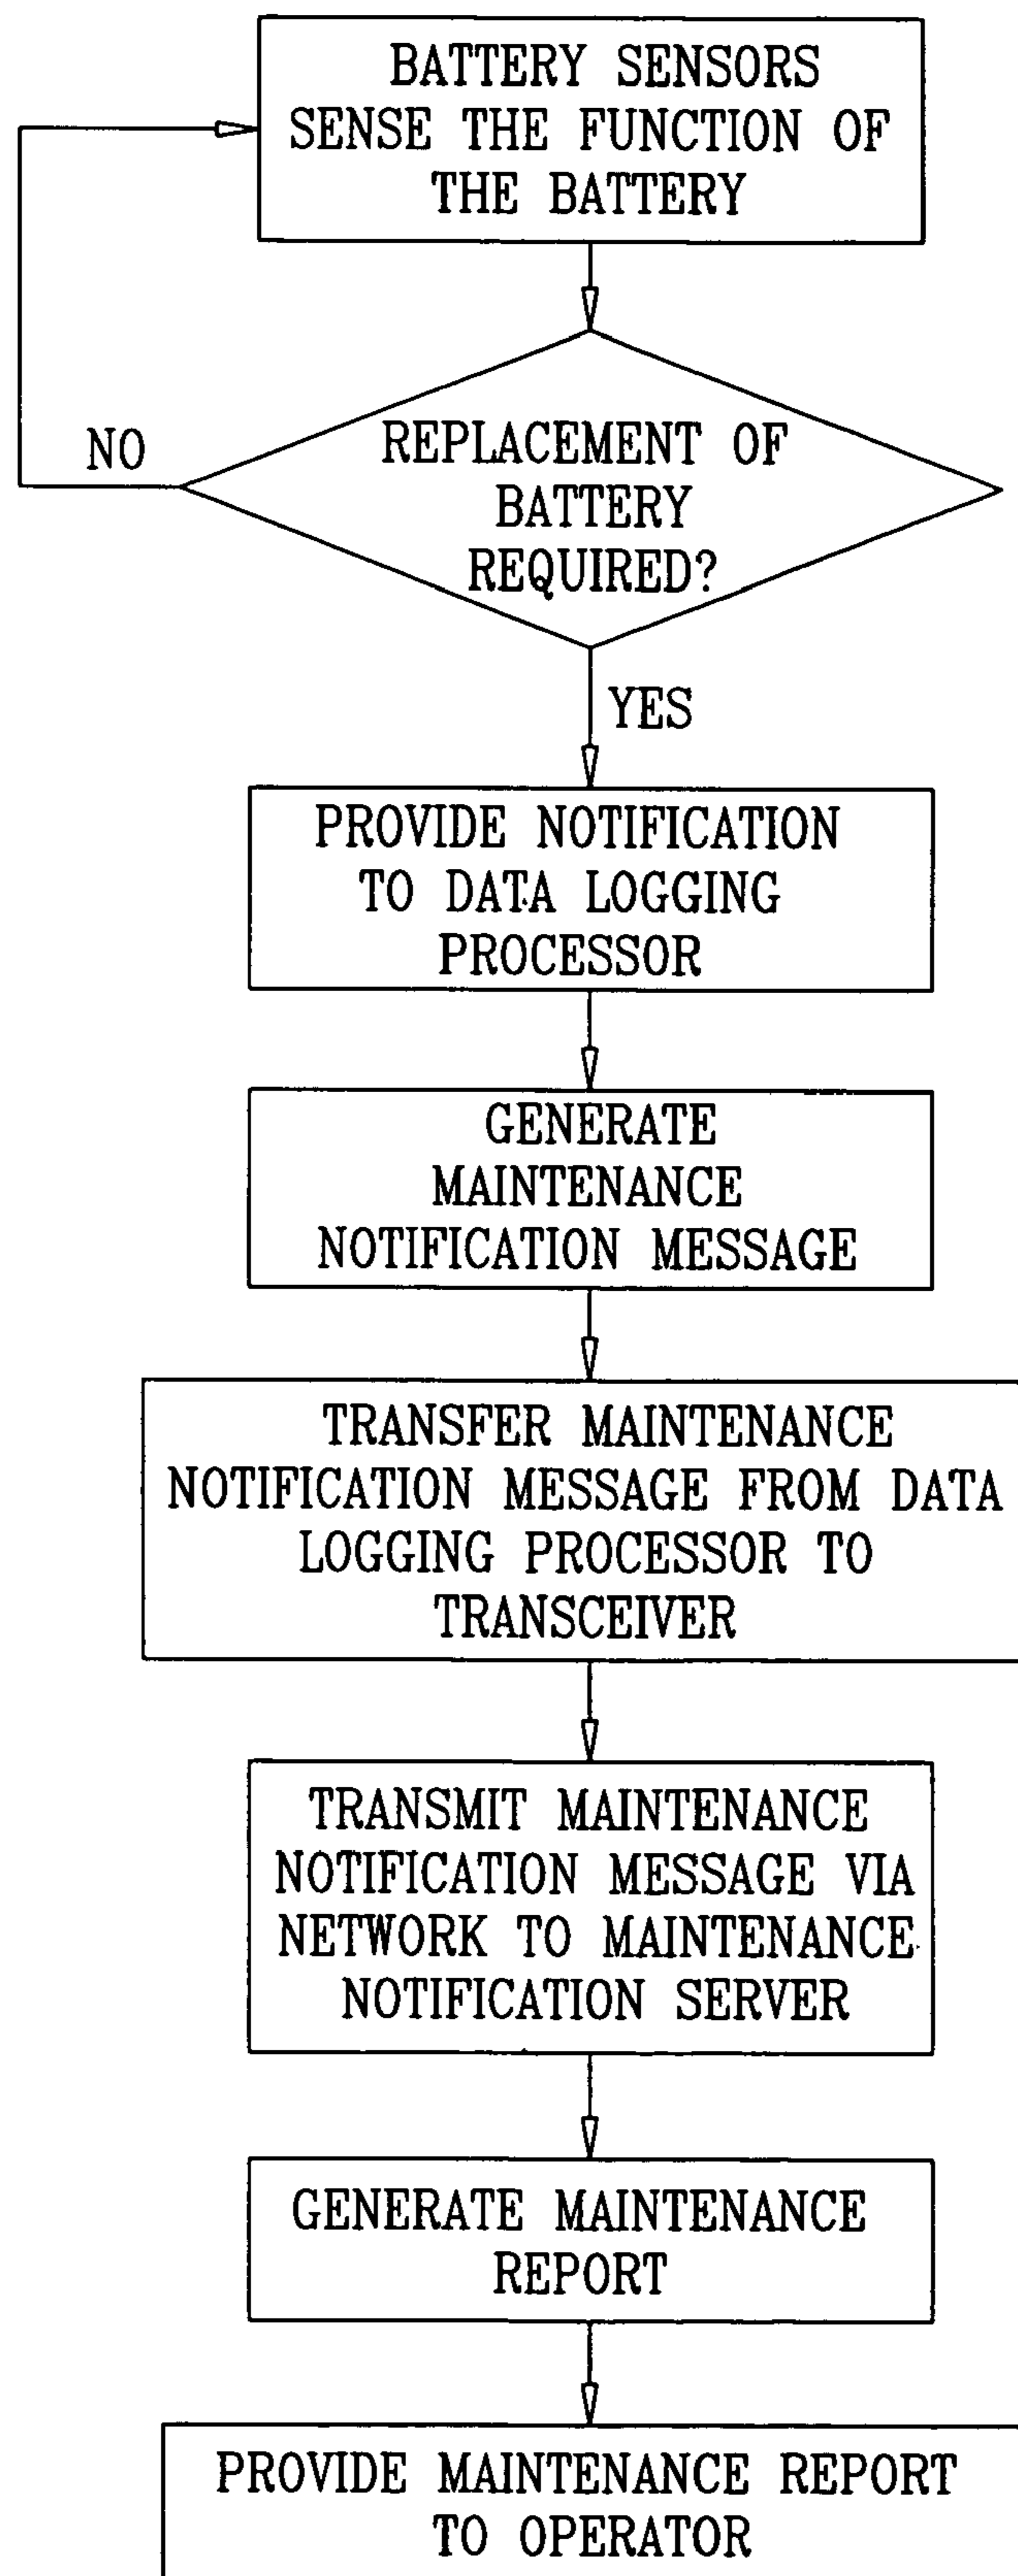 BATTERY SENSORS
SENSE THE FUNCTION OF
THE BATTERY
NO
REPLACEMENT OF
BATTERY
REQUIRED?
YES
PROVIDE NOTIFICATION
TO DATA LOGGING
PROCESSOR
GENERATE
MAINTENANCE
NOTIFICATION MESSAGE
TRANSFER MAINTENANCE
NOTIFICATION MESSAGE FROM DATA
LOGGING PROCESSOR TO
TRANSCEIVER
TRANSMIT MAINTENANCE
NOTIFICATION MESSAGE VIA
NETWORK TO MAINTENANCE
NOTIFICATION SERVER
GENERATE MAINTENANCE
REPORT
PROVIDE MAINTENANCE REPORT
TO OPERATOR